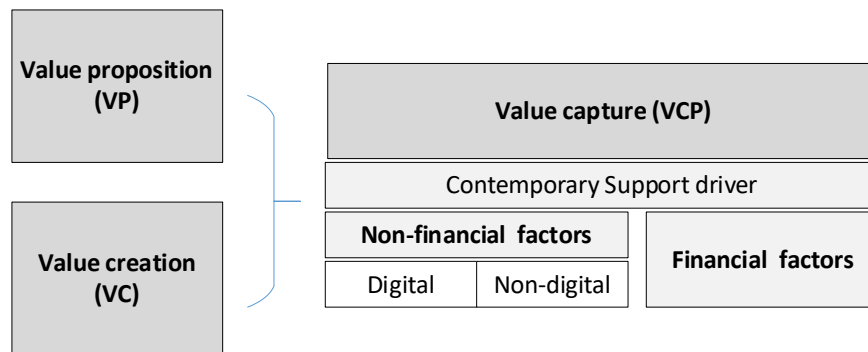 Value proposition
(VP)
Value creation
(VC)
Value capture (VCP)
Contemporary Support driver
Non-financial factors
Digital
Non-digital
Financial factors